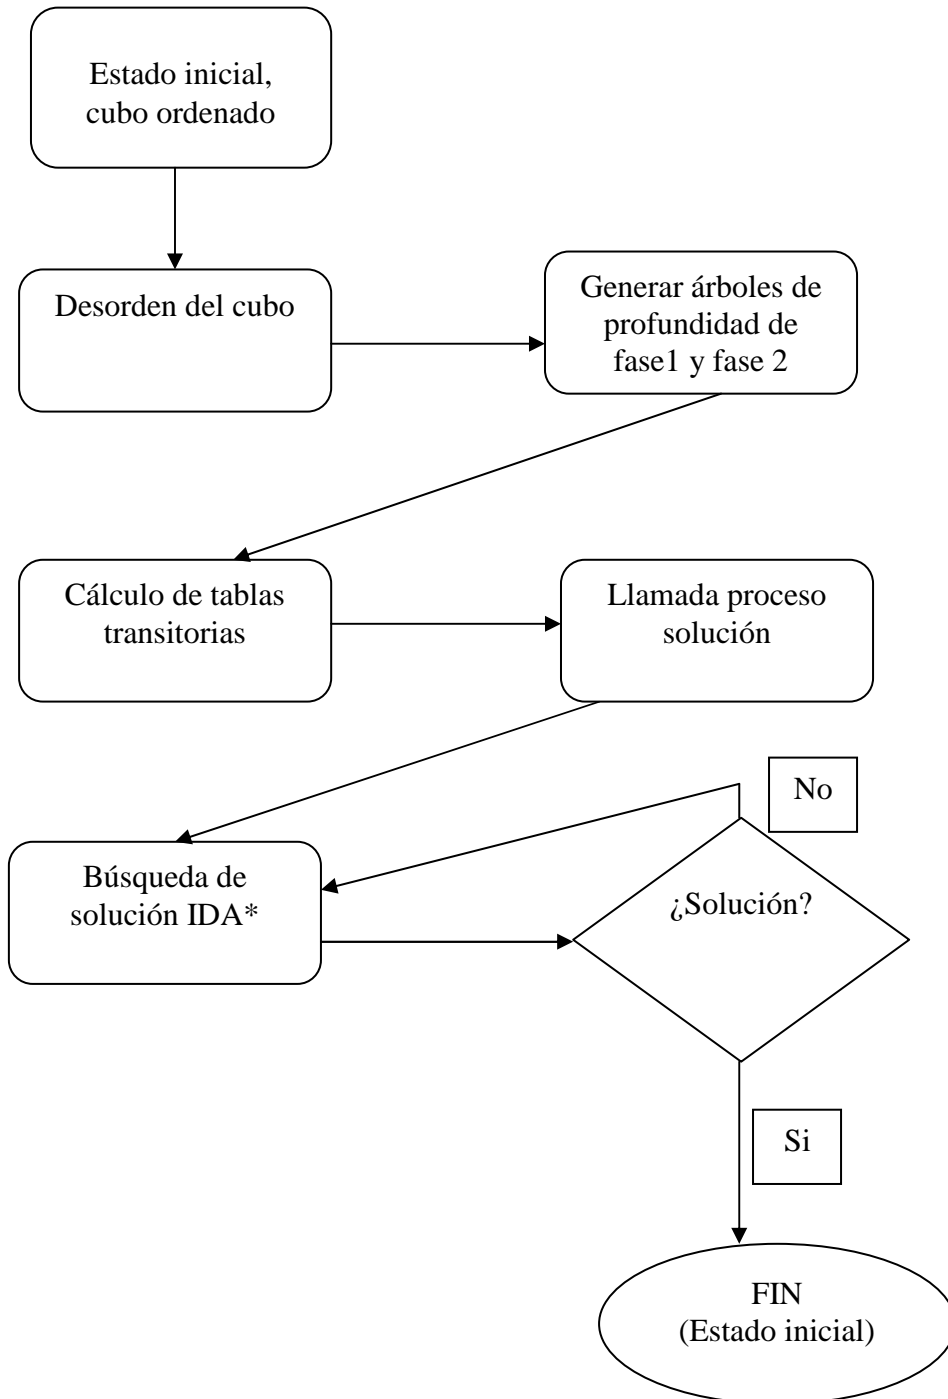 Estado inicial,
cubo ordenado
Desorden del cubo
Generar árboles de
profundidad de
fase1 y fase 2
Cálculo de tablas
transitorias
Llamada proceso
solución
No
Búsqueda de
solución IDA*
¿Solución?
Si
FIN
(Estado inicial)